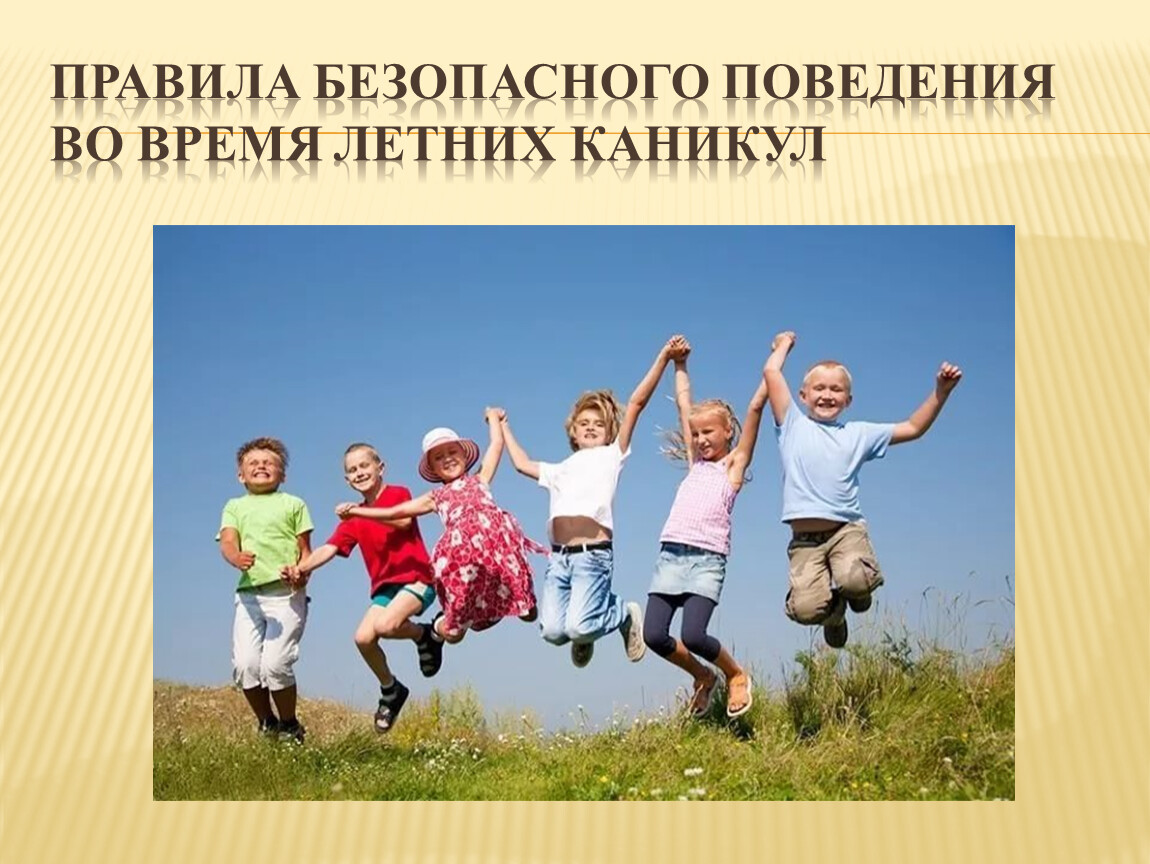 ПРАВИЛА БЕЗОПАСНОГО ПОВЕДЕНИЯ
ВО ВРЕМЯ ЛЕТНИХ КАНИКУЛ